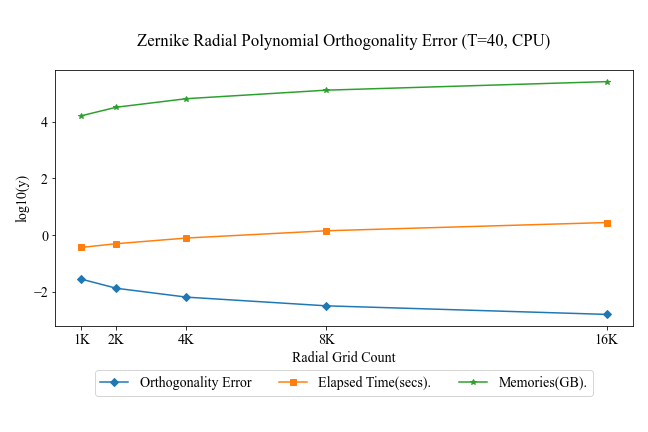 Zernike Radial Polynomial Orthogonality Error (T=40, CPU)
log10(y)
4
2
0
−2
1K 2K 4K 8K 16K
Radial Grid Count
Orthogonality Error Elapsed Time(secs). Memories(GB).